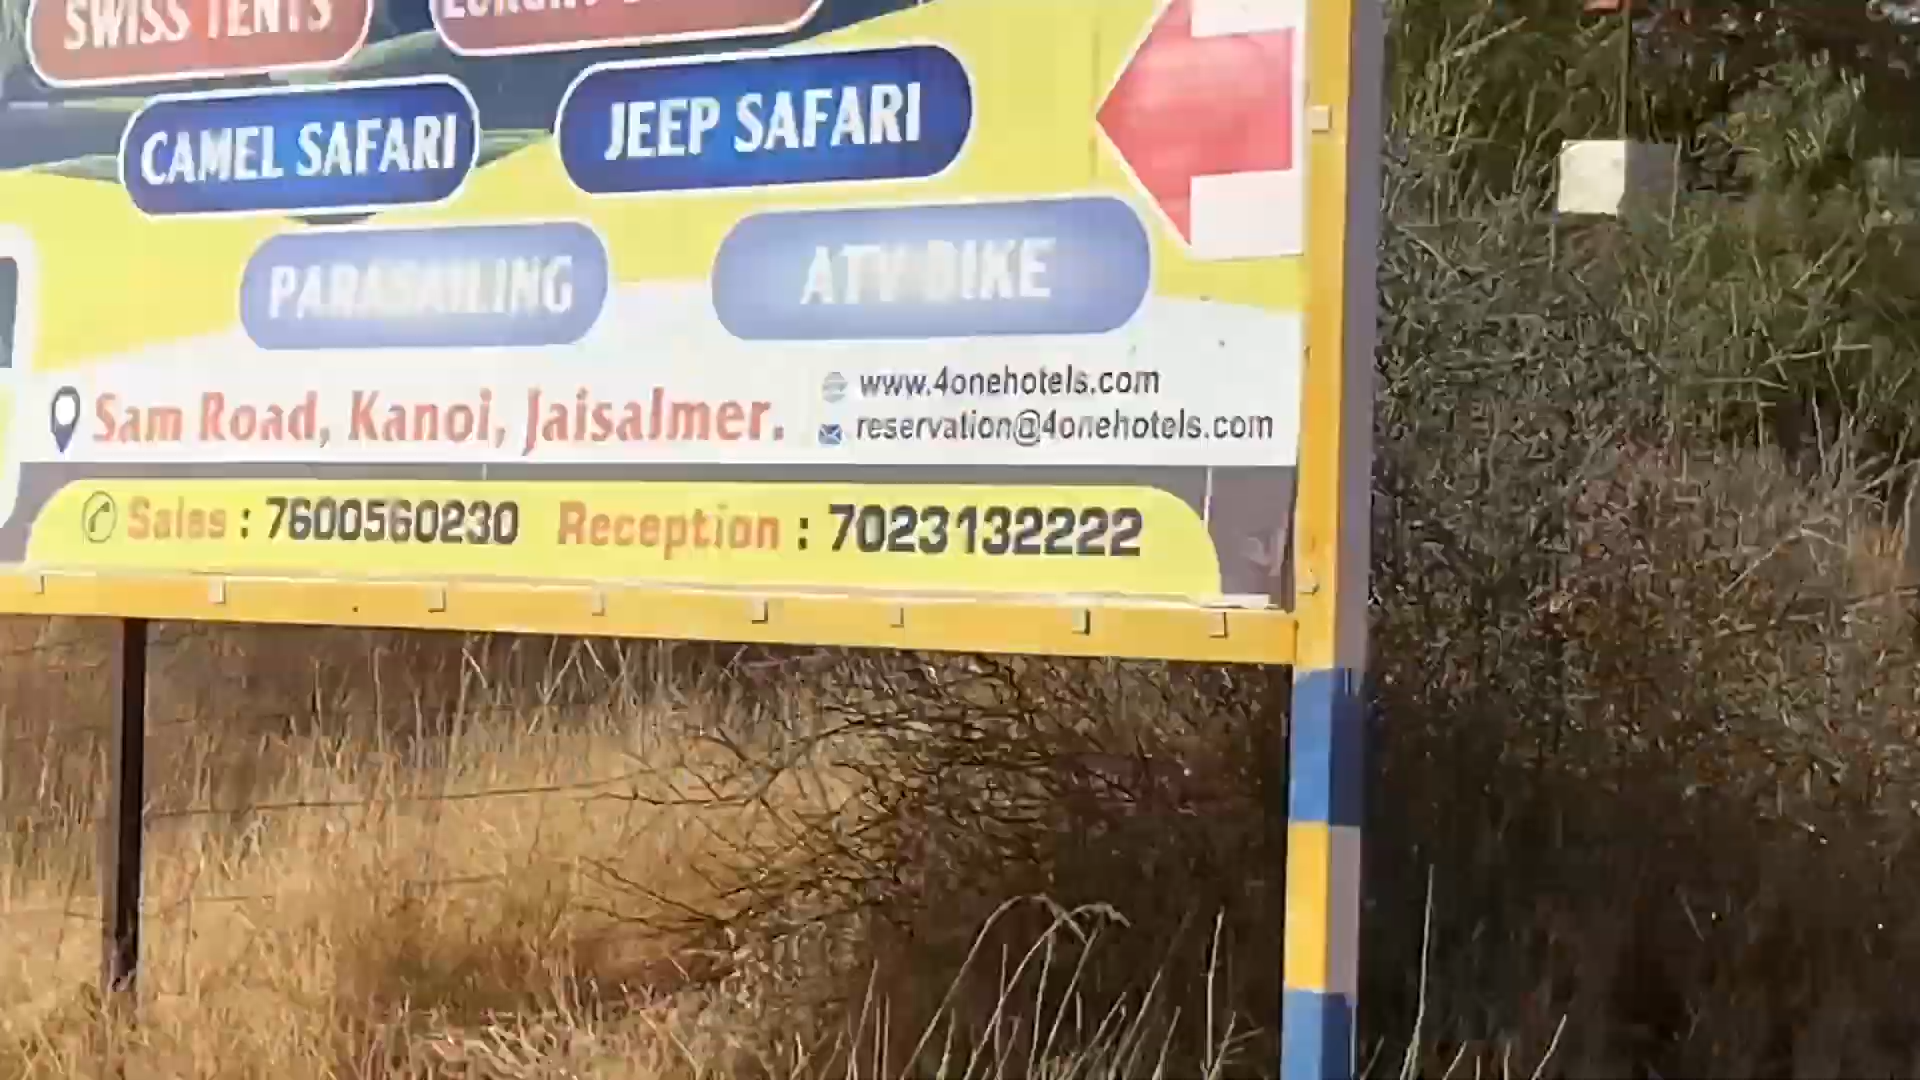 SWISS TENTS
CAMEL SAFARI
JEEP SAFARI
PARASAILING
ATV BIKE
Sam Road, Kanoi, Jaisalmer.
www.4onehotels.com
reservation@4onehotels.com
Sales : 7600560230 Reception : 7023132222